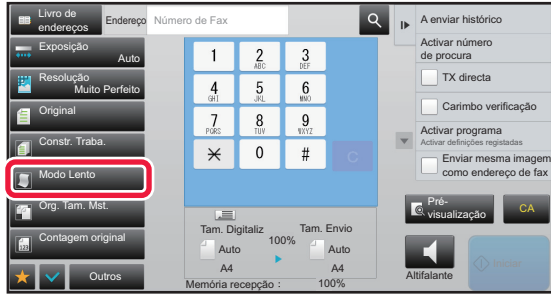 Livro de
endereços
Endereço
Número de Fax
Exposição
Auto
Resolução
Muito Perfeito
Original
Constr. Traba.
Modo Lento
Org. Tam. Mst.
Contagem original
Outros
1
2
ABC
3
DEF
4
GHI
5
JKL
6
MNO
7
PQRS
8
TUV
9
WXYZ
0
#
C
Tam. Digitaliz
Tam. Envio
100%
Auto
Auto
A4
A4
Memória recepção :
100%
A enviar histórico
Activar número
de procura
TX directa
Carimbo verificação
Activar programa
Activar definições registadas
Enviar mesma imagem
como endereço de fax
Pré-
visualização
CA
Altifalante
Iniciar